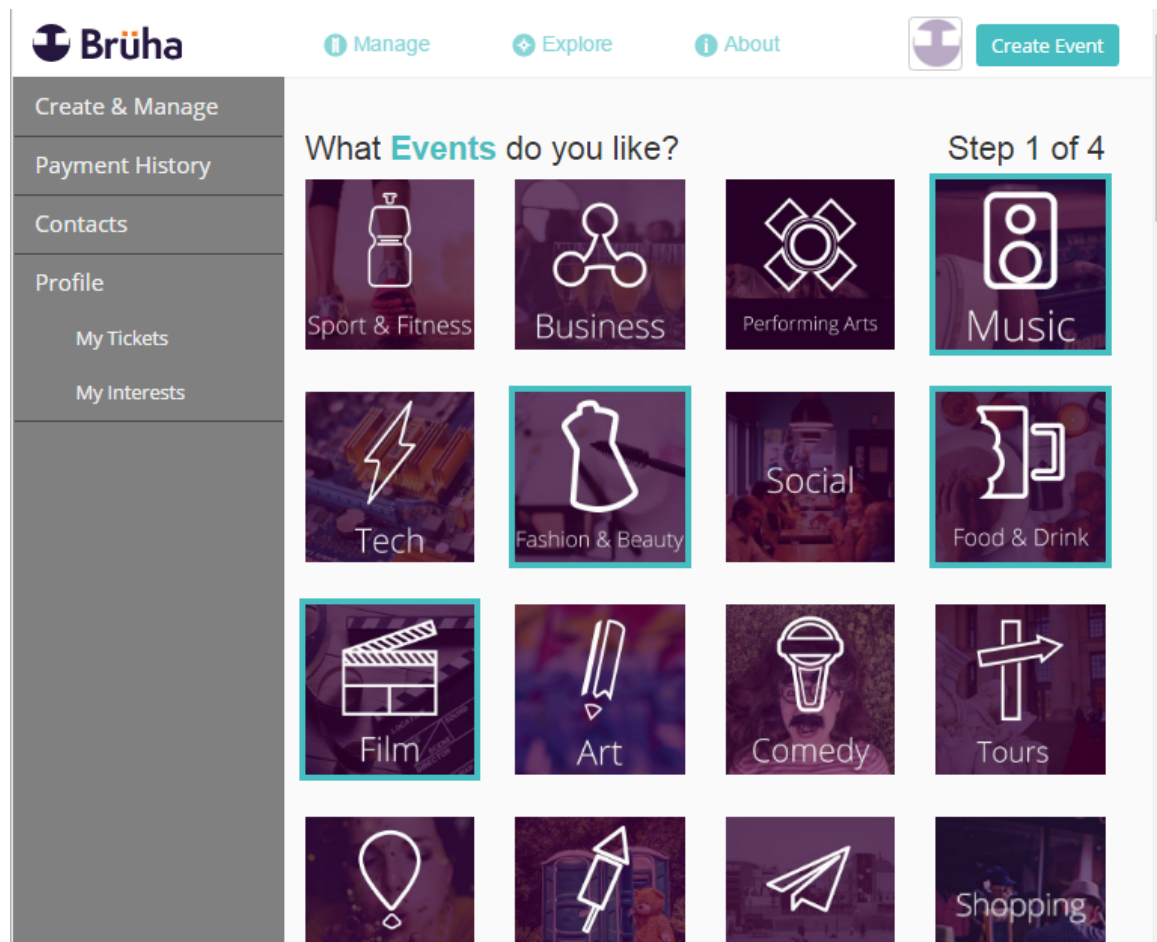 Brüha
Manage
Explore
About
Create Event
Create & Manage
Payment History
Contacts
Profile
My Tickets
My Interests
What Events do you like?
Step 1 of 4
Sport & Fitness
Business
Performing Arts
Music
Tech
Fashion & Beauty
Social
Food & Drink
Film
Art
Comedy
Tours
Shopping